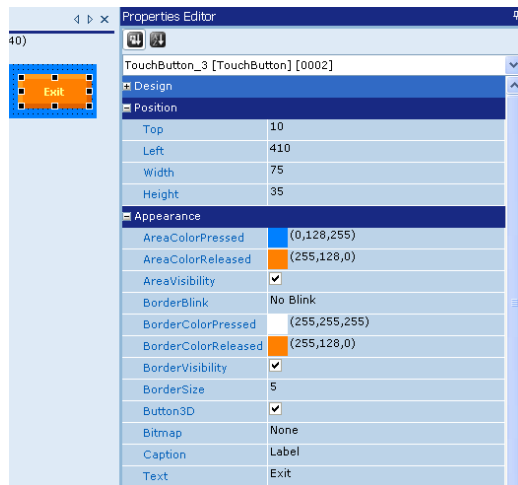 Properties Editor
40)
TouchButton_3 [TouchButton] [0002]
Exit
Design
Position
Top 10
Left 410
Width 75
Height 35
Appearance
AreaColorPressed (0,128,255)
AreaColorReleased (255,128,0)
AreaVisibility
BorderBlink No Blink
BorderColorPressed (255,255,255)
BorderColorReleased (255,128,0)
BorderVisibility
BorderSize 5
Button3D
Bitmap None
Caption Label
Text Exit